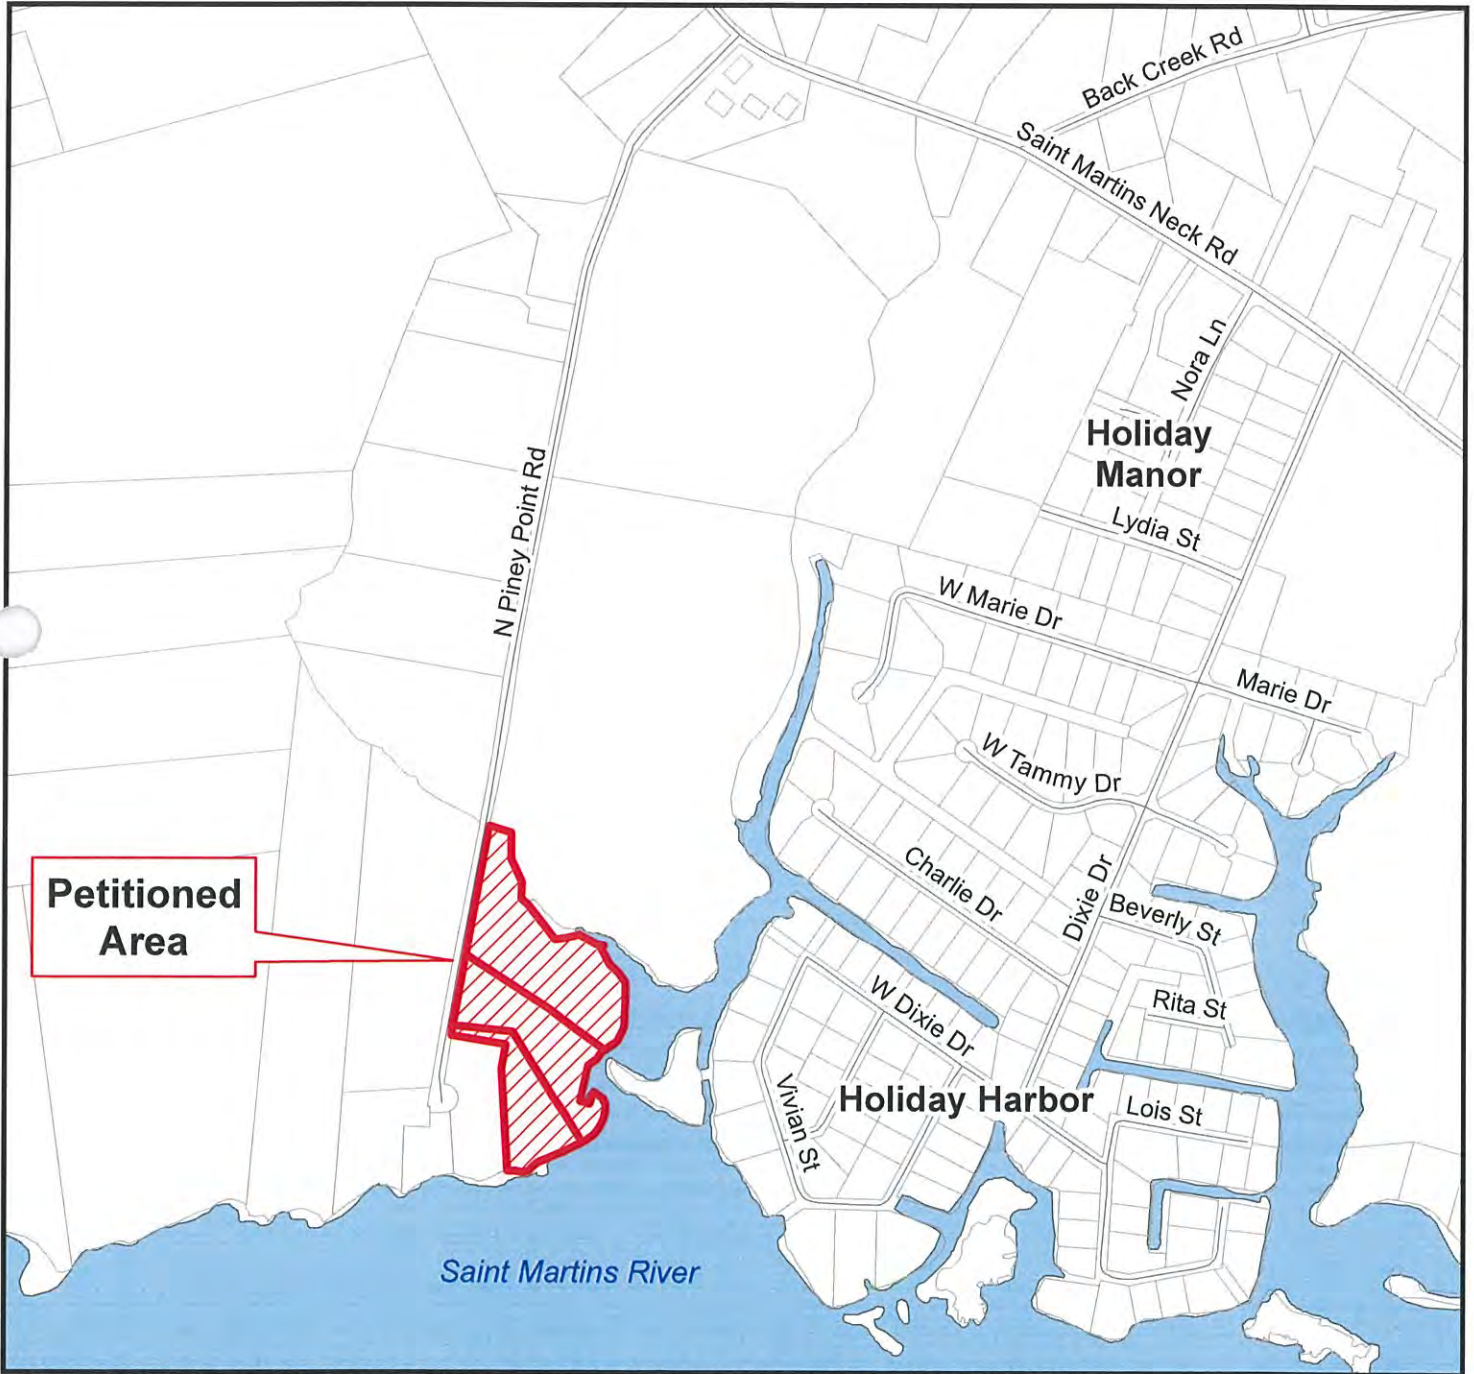 Back Creek Rd
Saint Martins Neck Rd
Nora Ln
Holiday
Manor
N Piney Point Rd
Lydia St
W Marie Dr
Marie Dr
W Tammy Dr
Petitioned
Area
Charlie Dr
Dixie Dr
Beverly St
W Dixie Dr
Rita St
Vivian St
Holiday Harbor
Lois St
Saint Martins River